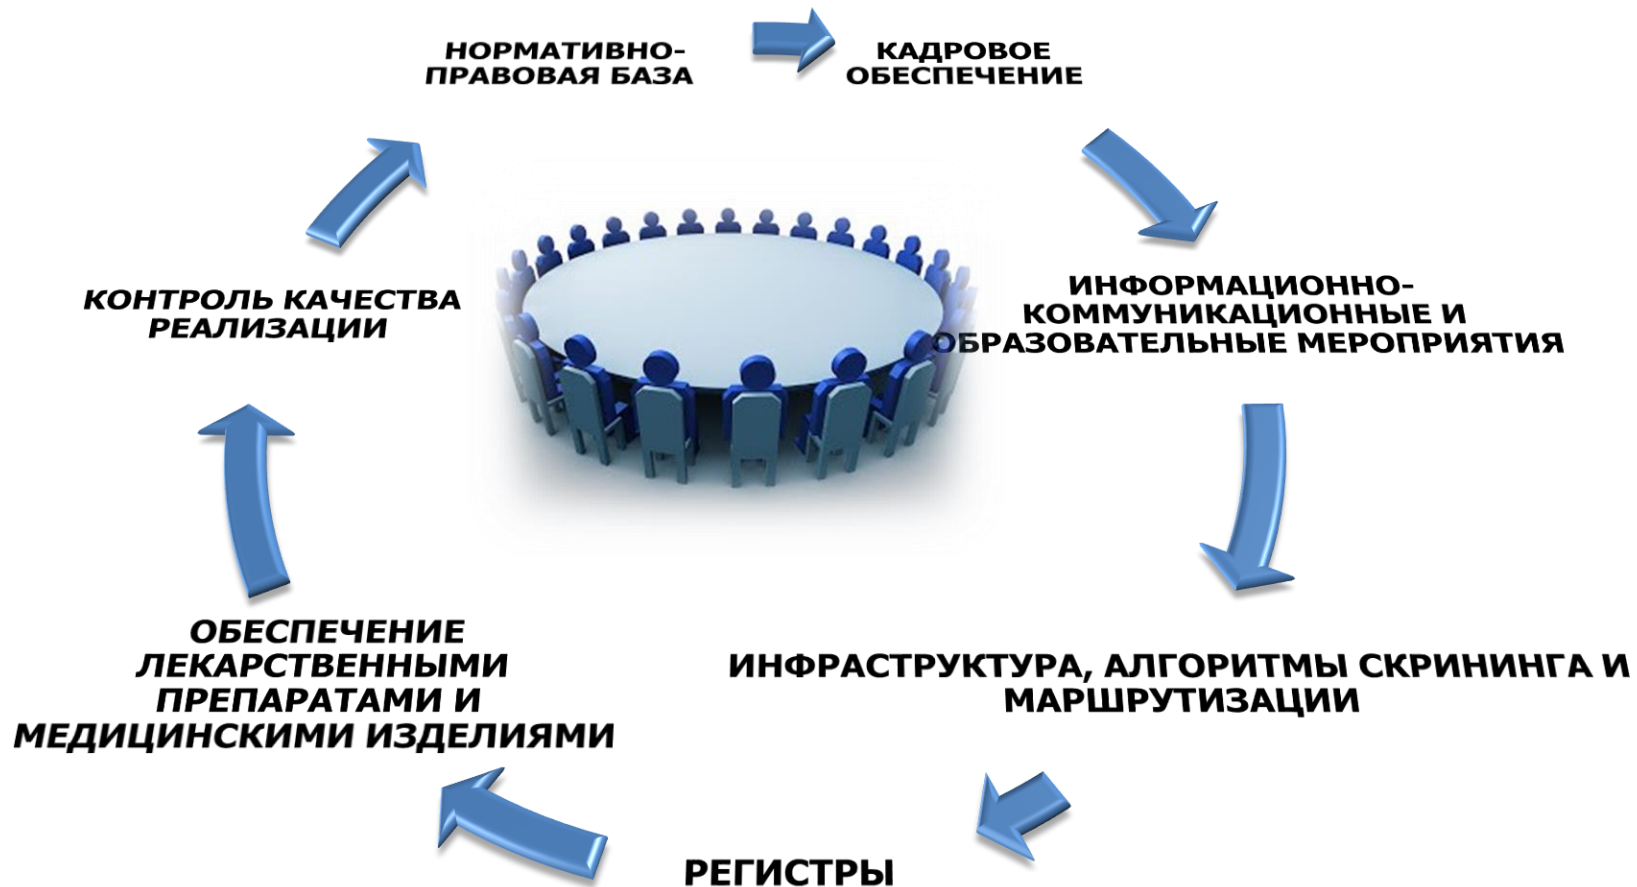 НОРМАТИВНО-
ПРАВОВАЯ БАЗА
КАДРОВОЕ
ОБЕСПЕЧЕНИЕ
ИНФОРМАЦИОННО-
КОММУНИКАЦИОННЫЕ И
ОБРАЗОВАТЕЛЬНЫЕ МЕРОПРИЯТИЯ
ИНФРАСТРУКТУРА, АЛГОРИТМЫ СКРИНИНГА И
МАРШРУТИЗАЦИИ
РЕГИСТРЫ
ОБЕСПЕЧЕНИЕ
ЛЕКАРСТВЕННЫМИ
ПРЕПАРАТАМИ И
МЕДИЦИНСКИМИ ИЗДЕЛИЯМИ
КОНТРОЛЬ КАЧЕСТВА
РЕАЛИЗАЦИИ